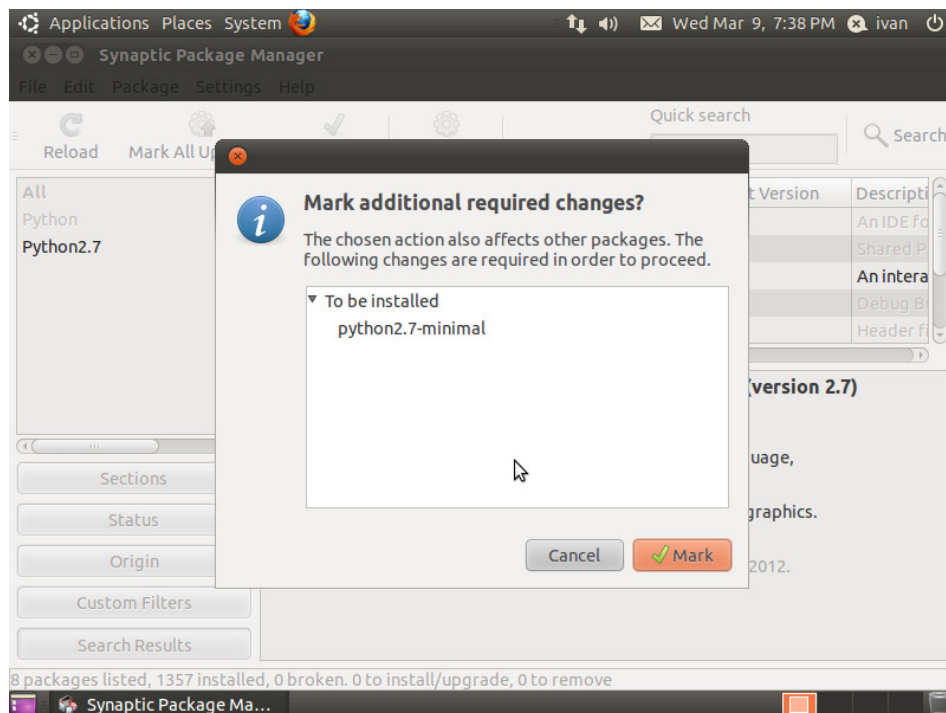 Applications Places System
Wed Mar 9, 7:38 PM ivan
Synaptic Package Manager
File Edit Package Settings Help
Quick search
Reload Mark All Up
Search
All
Python
Python2.7
t Version Descripti
An IDE fo
Shared P
An intera
Debug B
Header fi
Mark additional required changes?
The chosen action also affects other packages. The
following changes are required in order to proceed.
To be installed
python2.7-minimal
Cancel Mark
(version 2.7)
uage,
graphics.
2012.
Sections
Status
Origin
Custom Filters
Search Results
8 packages listed, 1357 installed, 0 broken. 0 to install/upgrade, 0 to remove
Synaptic Package Ma...